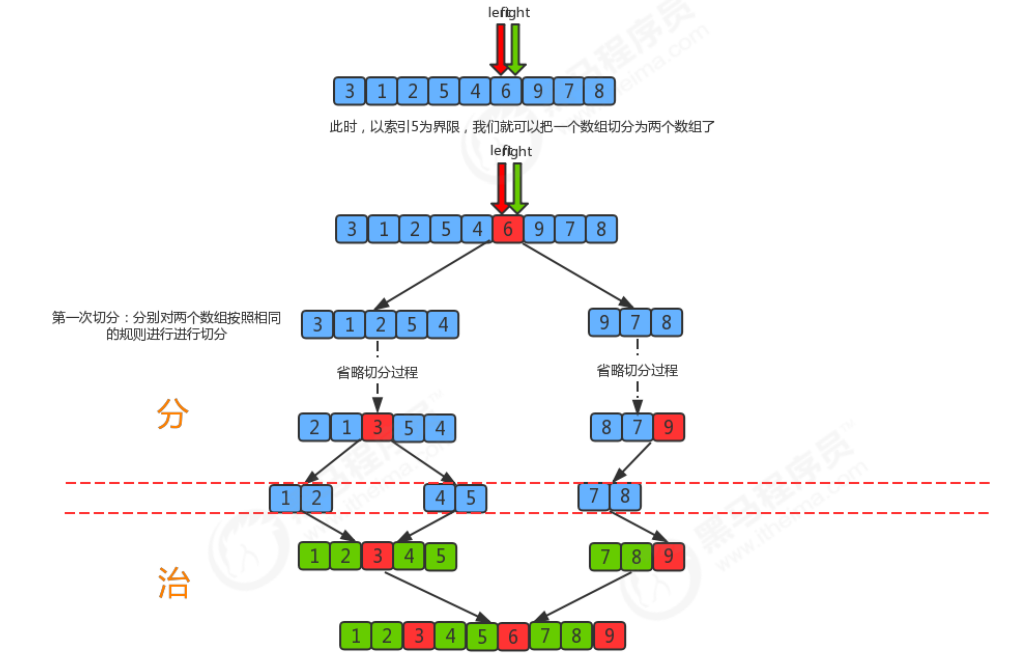 left right
3 1 2 5 4 6 9 7 8
此时，以索引5为界限，我们就可以把一个数组切分为两个数组了
left right
3 1 2 5 4 6 9 7 8
第一次切分：分别对两个数组按照相同
的规则进行进行切分
3 1 2 5 4
9 7 8
省略切分过程
省略切分过程
分
2 1 3 5 4
8 7 9
1 2
4 5
7 8
治
1 2 3 4 5
7 8 9
1 2 3 4 5 6 7 8 9
黑马程序员
www.itheima.com